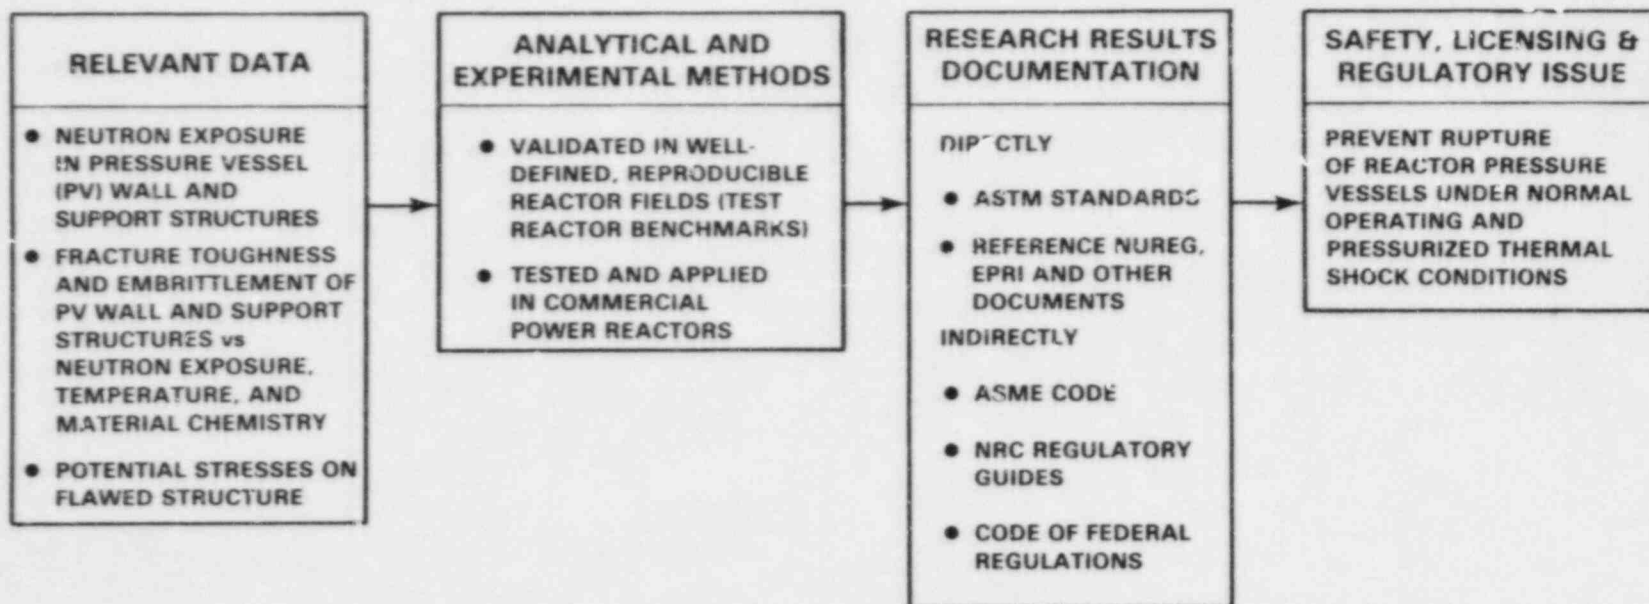 RELEVANT DATA
● NEUTRON EXPOSURE
IN PRESSURE VESSEL
(PV) WALL AND
SUPPORT STRUCTURES
● FRACTURE TOUGHNESS
AND EMBRITTLEMENT OF
PV WALL AND SUPPORT
STRUCTURES vs
NEUTRON EXPOSURE,
TEMPERATURE, AND
MATERIAL CHEMISTRY
● POTENTIAL STRESSES ON
FLAWED STRUCTURE
ANALYTICAL AND
EXPERIMENTAL METHODS
● VALIDATED IN WELL-
DEFINED, REPRODUCIBLE
REACTOR FIELDS (TEST
REACTOR BENCHMARKS)
● TESTED AND APPLIED
IN COMMERCIAL
POWER REACTORS
RESEARCH RESULTS
DOCUMENTATION
DIRECTLY
● ASTM STANDARDS
● REFERENCE NUREG,
EPRI AND OTHER
DOCUMENTS
INDIRECTLY
● ASME CODE
● NRC REGULATORY
GUIDES
● CODE OF FEDERAL
REGULATIONS
SAFETY, LICENSING &
REGULATORY ISSUE
PREVENT RUPTURE
OF REACTOR PRESSURE
VESSELS UNDER NORMAL
OPERATING AND
PRESSURIZED THERMAL
SHOCK CONDITIONS